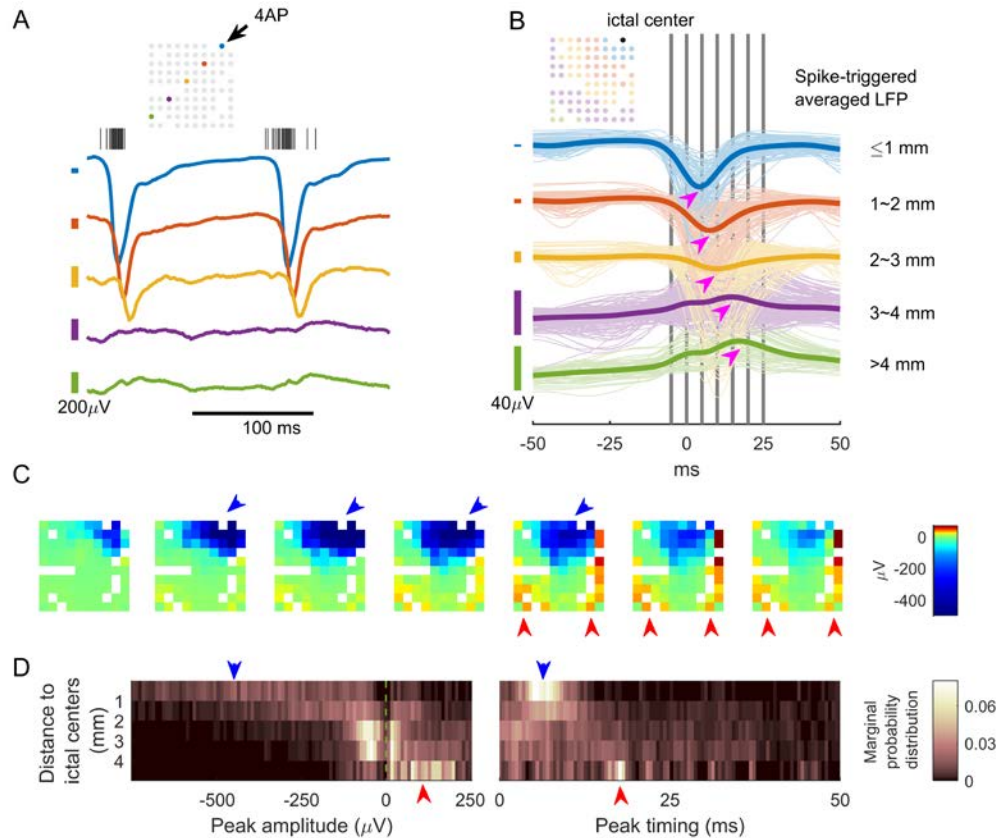 A
4AP
200μV
100 ms
B
ictal center
Spike-triggered
averaged LFP
≤1 mm
1~2 mm
2~3 mm
3~4 mm
>4 mm
40μV
-50
-25
0
25
50
ms
C
0
-200
-400
μV
D
Distance to
ictal centers
(mm)
1
2
3
4
-500
-250
0
250
Peak amplitude (μV)
0
50
Peak timing (ms)
Marginal
probability
distribution
0.06
0.03
0